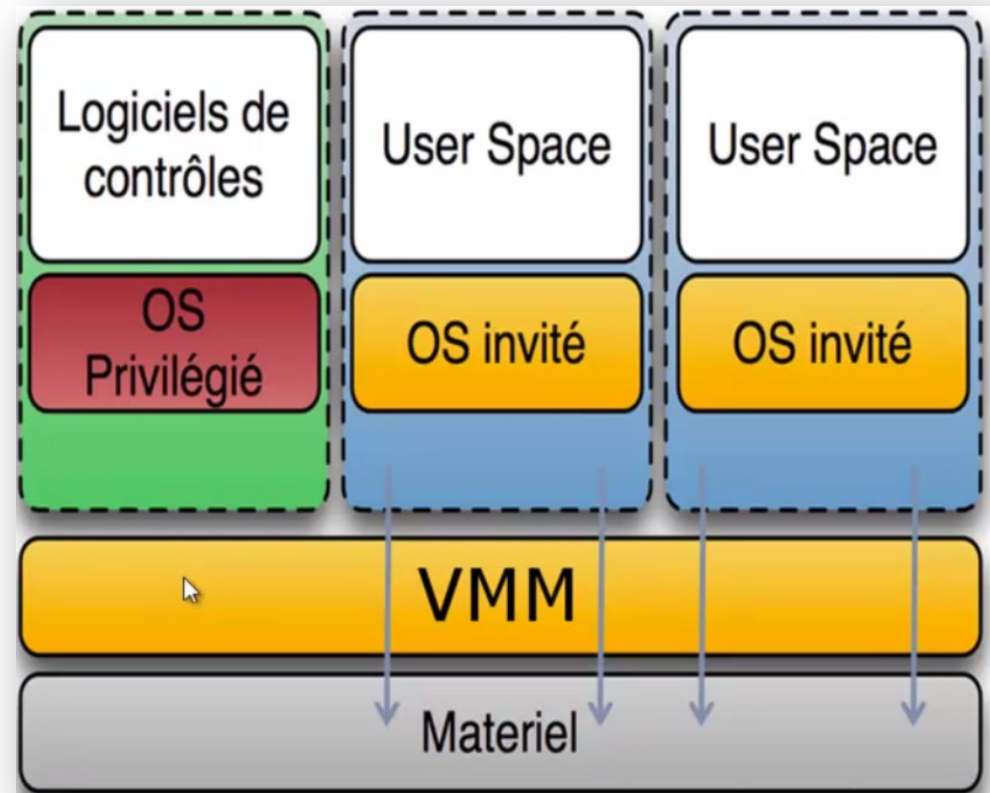 Logiciels de
contrôles
User Space
User Space
OS
Privilégié
OS invité
OS invité
VMM
Materiel